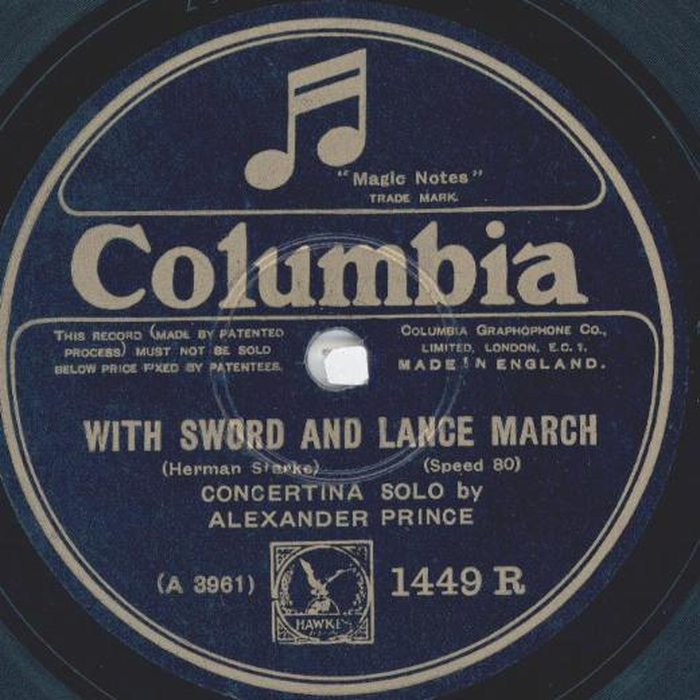 "Magic Notes"
TRADE MARK.
Columbia
THIS RECORD (MADE BY PATENTED
PROCESS) MUST NOT BE SOLD
BELOW PRICE FIXED BY PATENTEES.
COLUMBIA GRAPHOPHONE CO.,
LIMITED, LONDON, E.C.1.
MADE IN ENGLAND.
WITH SWORD AND LANCE MARCH
(Herman Starke) (Speed 80)
CONCERTINA SOLO by
ALEXANDER PRINCE
(A 3961)
HAWKES
1449 R